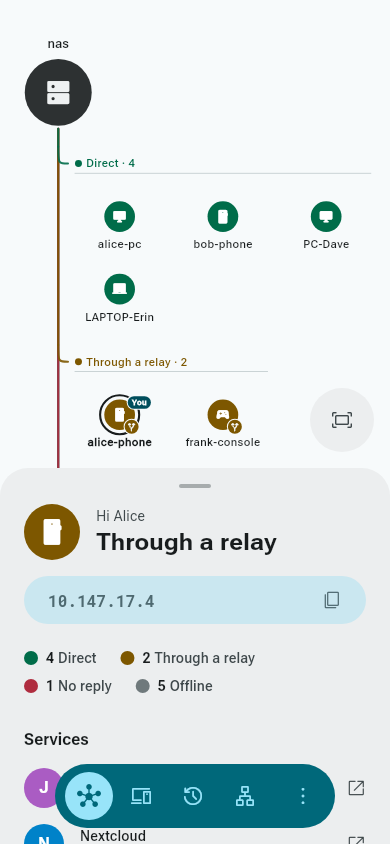 nas
Direct · 4
alice-pc
bob-phone
PC-Dave
LAPTOP-Erin
Through a relay · 2
You
alice-phone
frank-console
Hi Alice
Through a relay
10.147.17.4
4 Direct
2 Through a relay
1 No reply
5 Offline
Services
J
N
Nextcloud